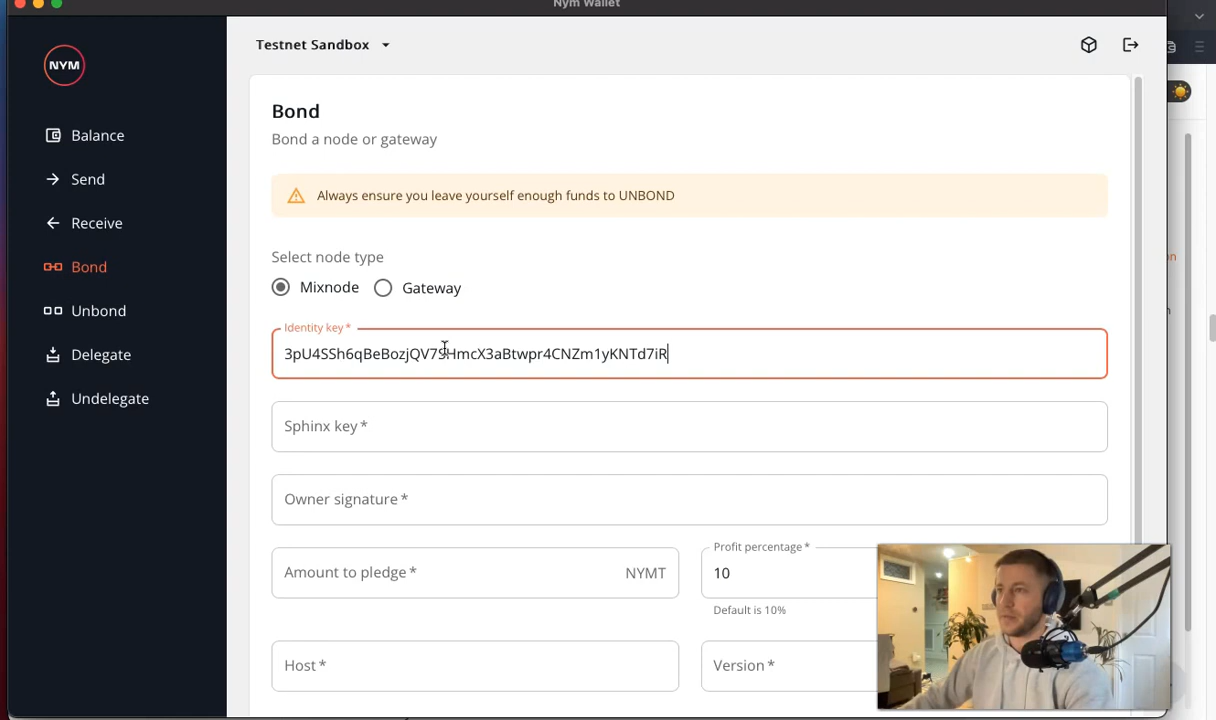 Nym Wallet
NYM
Testnet Sandbox
Balance
Send
Receive
Bond
Unbond
Delegate
Undelegate
Bond
Bond a node or gateway
Always ensure you leave yourself enough funds to UNBOND
Select node type
Mixnode
Gateway
Identity key *
3pU4SSh6qBeBozjQV7SHmcX3aBtwpr4CNZm1yKNTd7iR
Sphinx key *
Owner signature *
Amount to pledge *
NYMT
Profit percentage *
10
Default is 10%
Host *
Version *